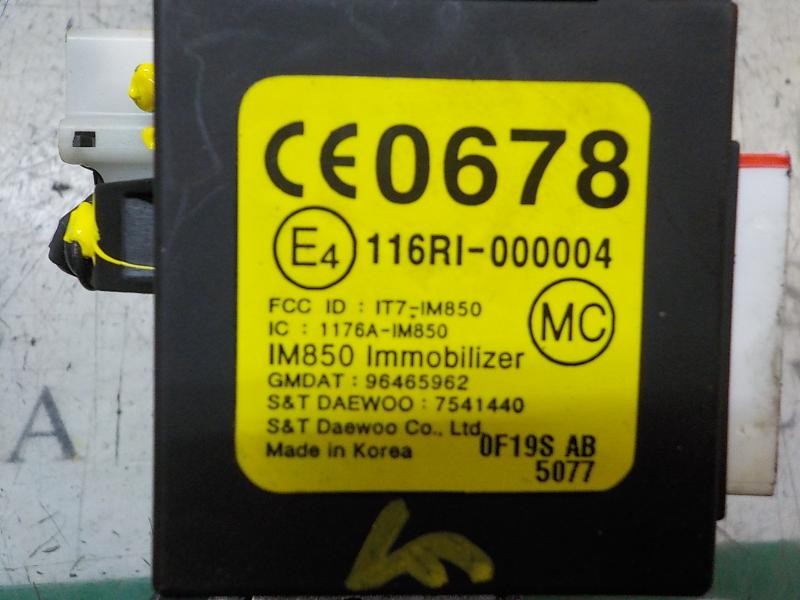 CE0678
E4 116RI-000004
FCC ID : IT7-IM850
IC : 1176A-IM850
MC
IM850 Immobilizer
GMDAT : 96465962
S&T DAEWOO : 7541440
S&T Daewoo Co., Ltd.
Made in Korea
0F19S AB
5077
A